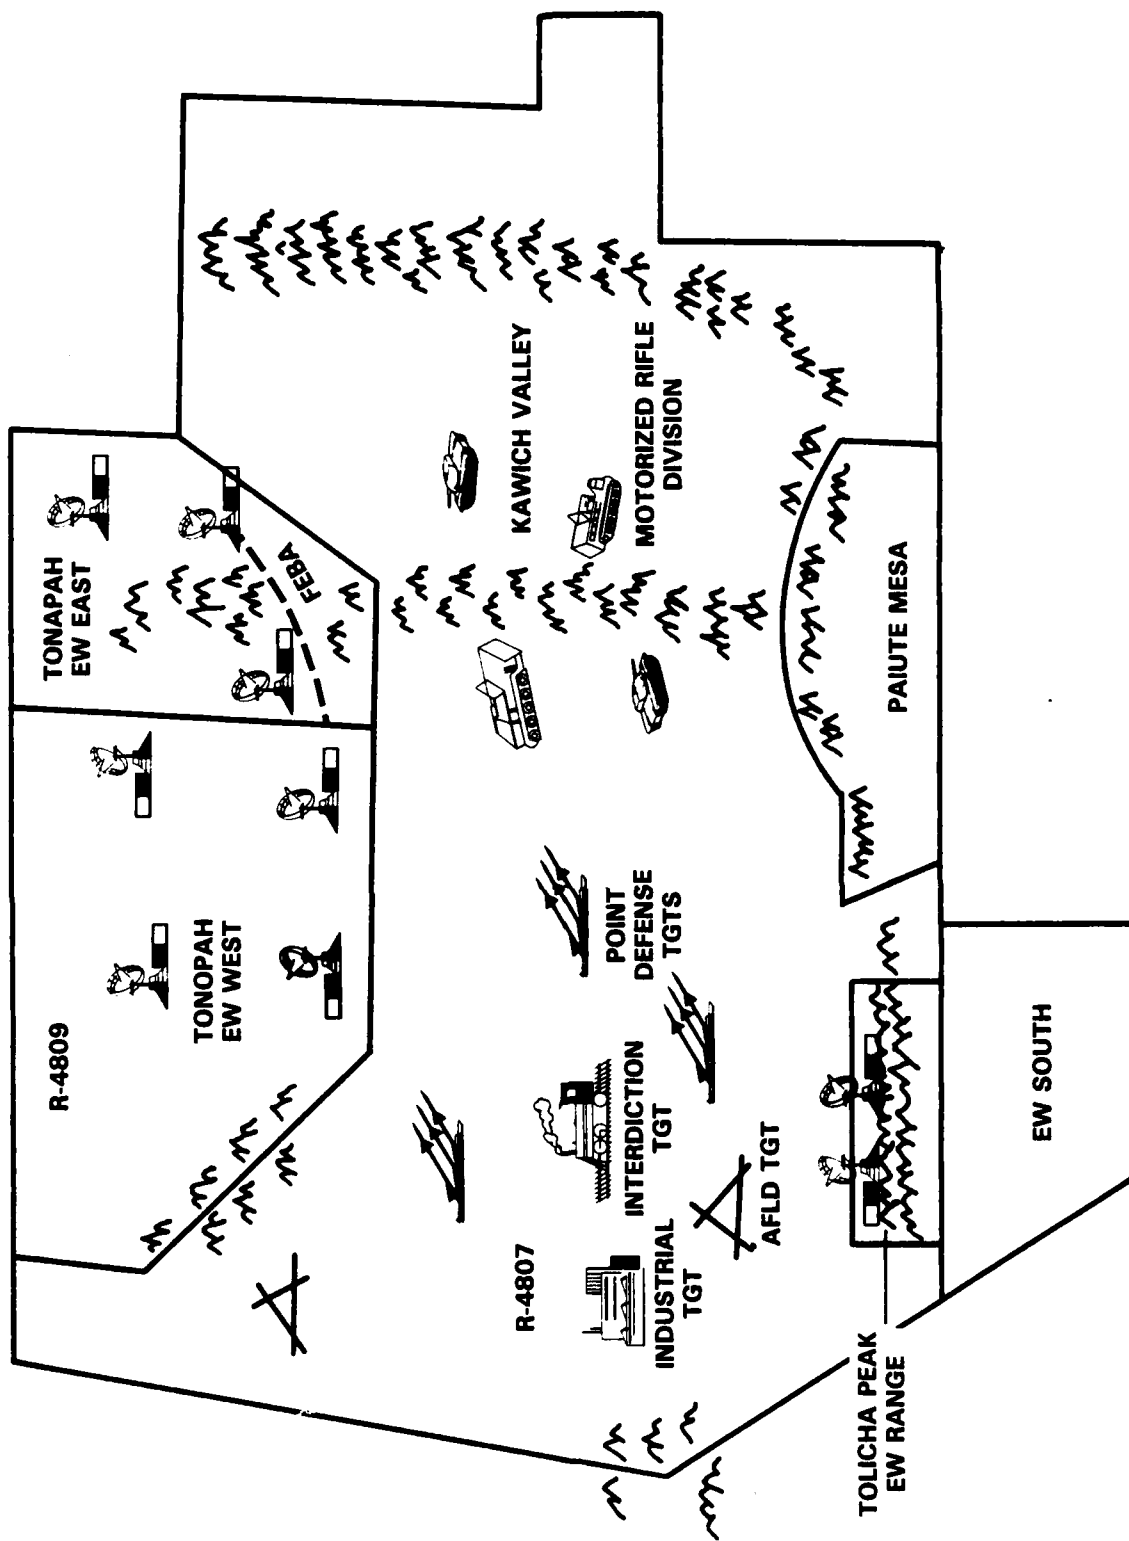 R-4809
TONOPAH
EW WEST
TONAPAH
EW EAST
FEBA
KAWICH VALLEY
MOTORIZED RIFLE
DIVISION
POINT
DEFENSE
TGTS
R-4807
INTERDICTION
TGT
INDUSTRIAL
TGT
AFLD TGT
PAIUTE MESA
TOLICHA PEAK
EW RANGE
EW SOUTH